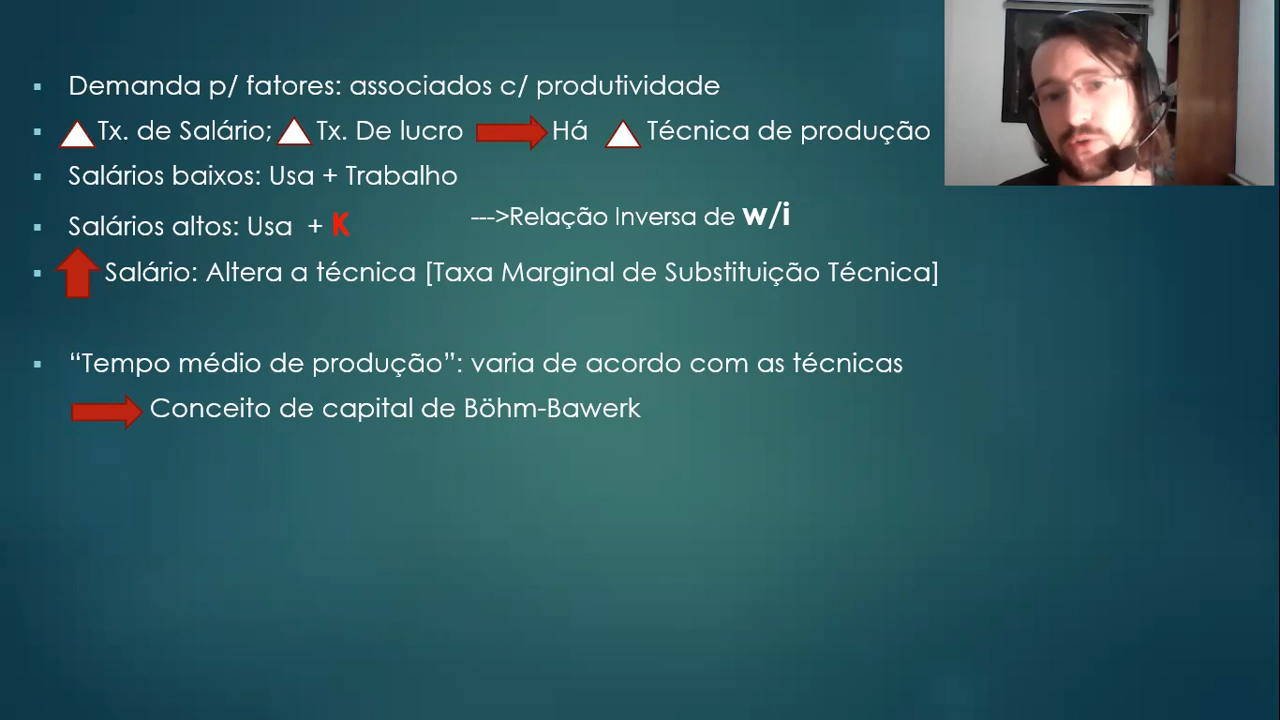 Demanda p/ fatores: associados c/ produtividade
Tx. de Salário; Tx. De lucro Há Técnica de produção
Salários baixos: Usa + Trabalho
Salários altos: Usa + K
--->Relação Inversa de w/i
Salário: Altera a técnica [Taxa Marginal de Substituição Técnica]
“Tempo médio de produção”: varia de acordo com as técnicas
Conceito de capital de Böhm-Bawerk